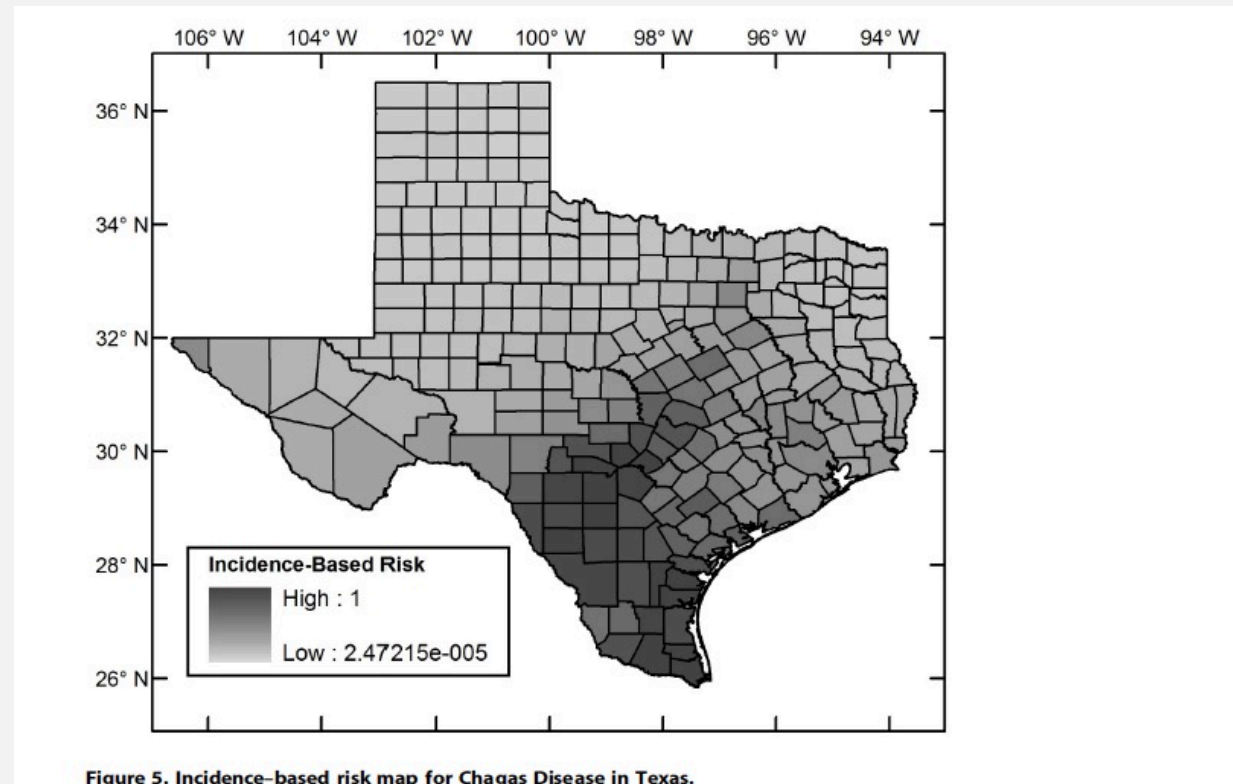 106° W 104° W 102° W 100° W 98° W 96° W 94° W
36° N
34° N
32° N
30° N
28° N
26° N
Incidence-Based Risk
High : 1
Low : 2.47215e-005
Figure 5. Incidence–based risk map for Chagas Disease in Texas.